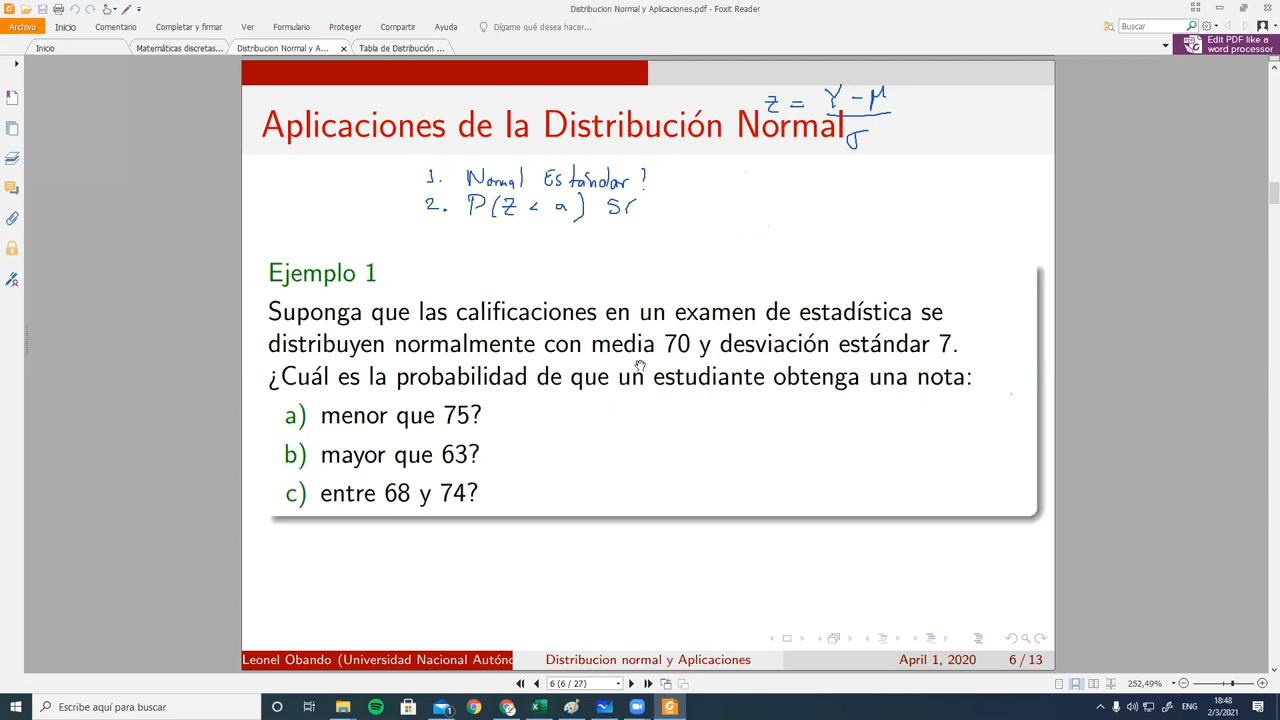 Distribucion Normal y Aplicaciones.pdf - Foxit Reader
Archivo Inicio Comentario Completar y firmar Ver Formulario Proteger Compartir Ayuda Dígame qué desea hacer... Buscar
Inicio Matemáticas discretas... Distribucion Normal y A... Tabla de Distribución ... Edit PDF like a
word processor
Z = Y - μ
σ
Aplicaciones de la Distribución Normal
1. Normal Estándar?
2. P(Z < a) Sr
Ejemplo 1
Suponga que las calificaciones en un examen de estadística se
distribuyen normalmente con media 70 y desviación estándar 7.
¿Cuál es la probabilidad de que un estudiante obtenga una nota:
a) menor que 75?
b) mayor que 63?
c) entre 68 y 74?
Leonel Obando (Universidad Nacional Autónc Distribucion normal y Aplicaciones April 1, 2020 6 / 13
6 (6 / 27) 252,49%
Escribe aquí para buscar 18:48
2/3/2021